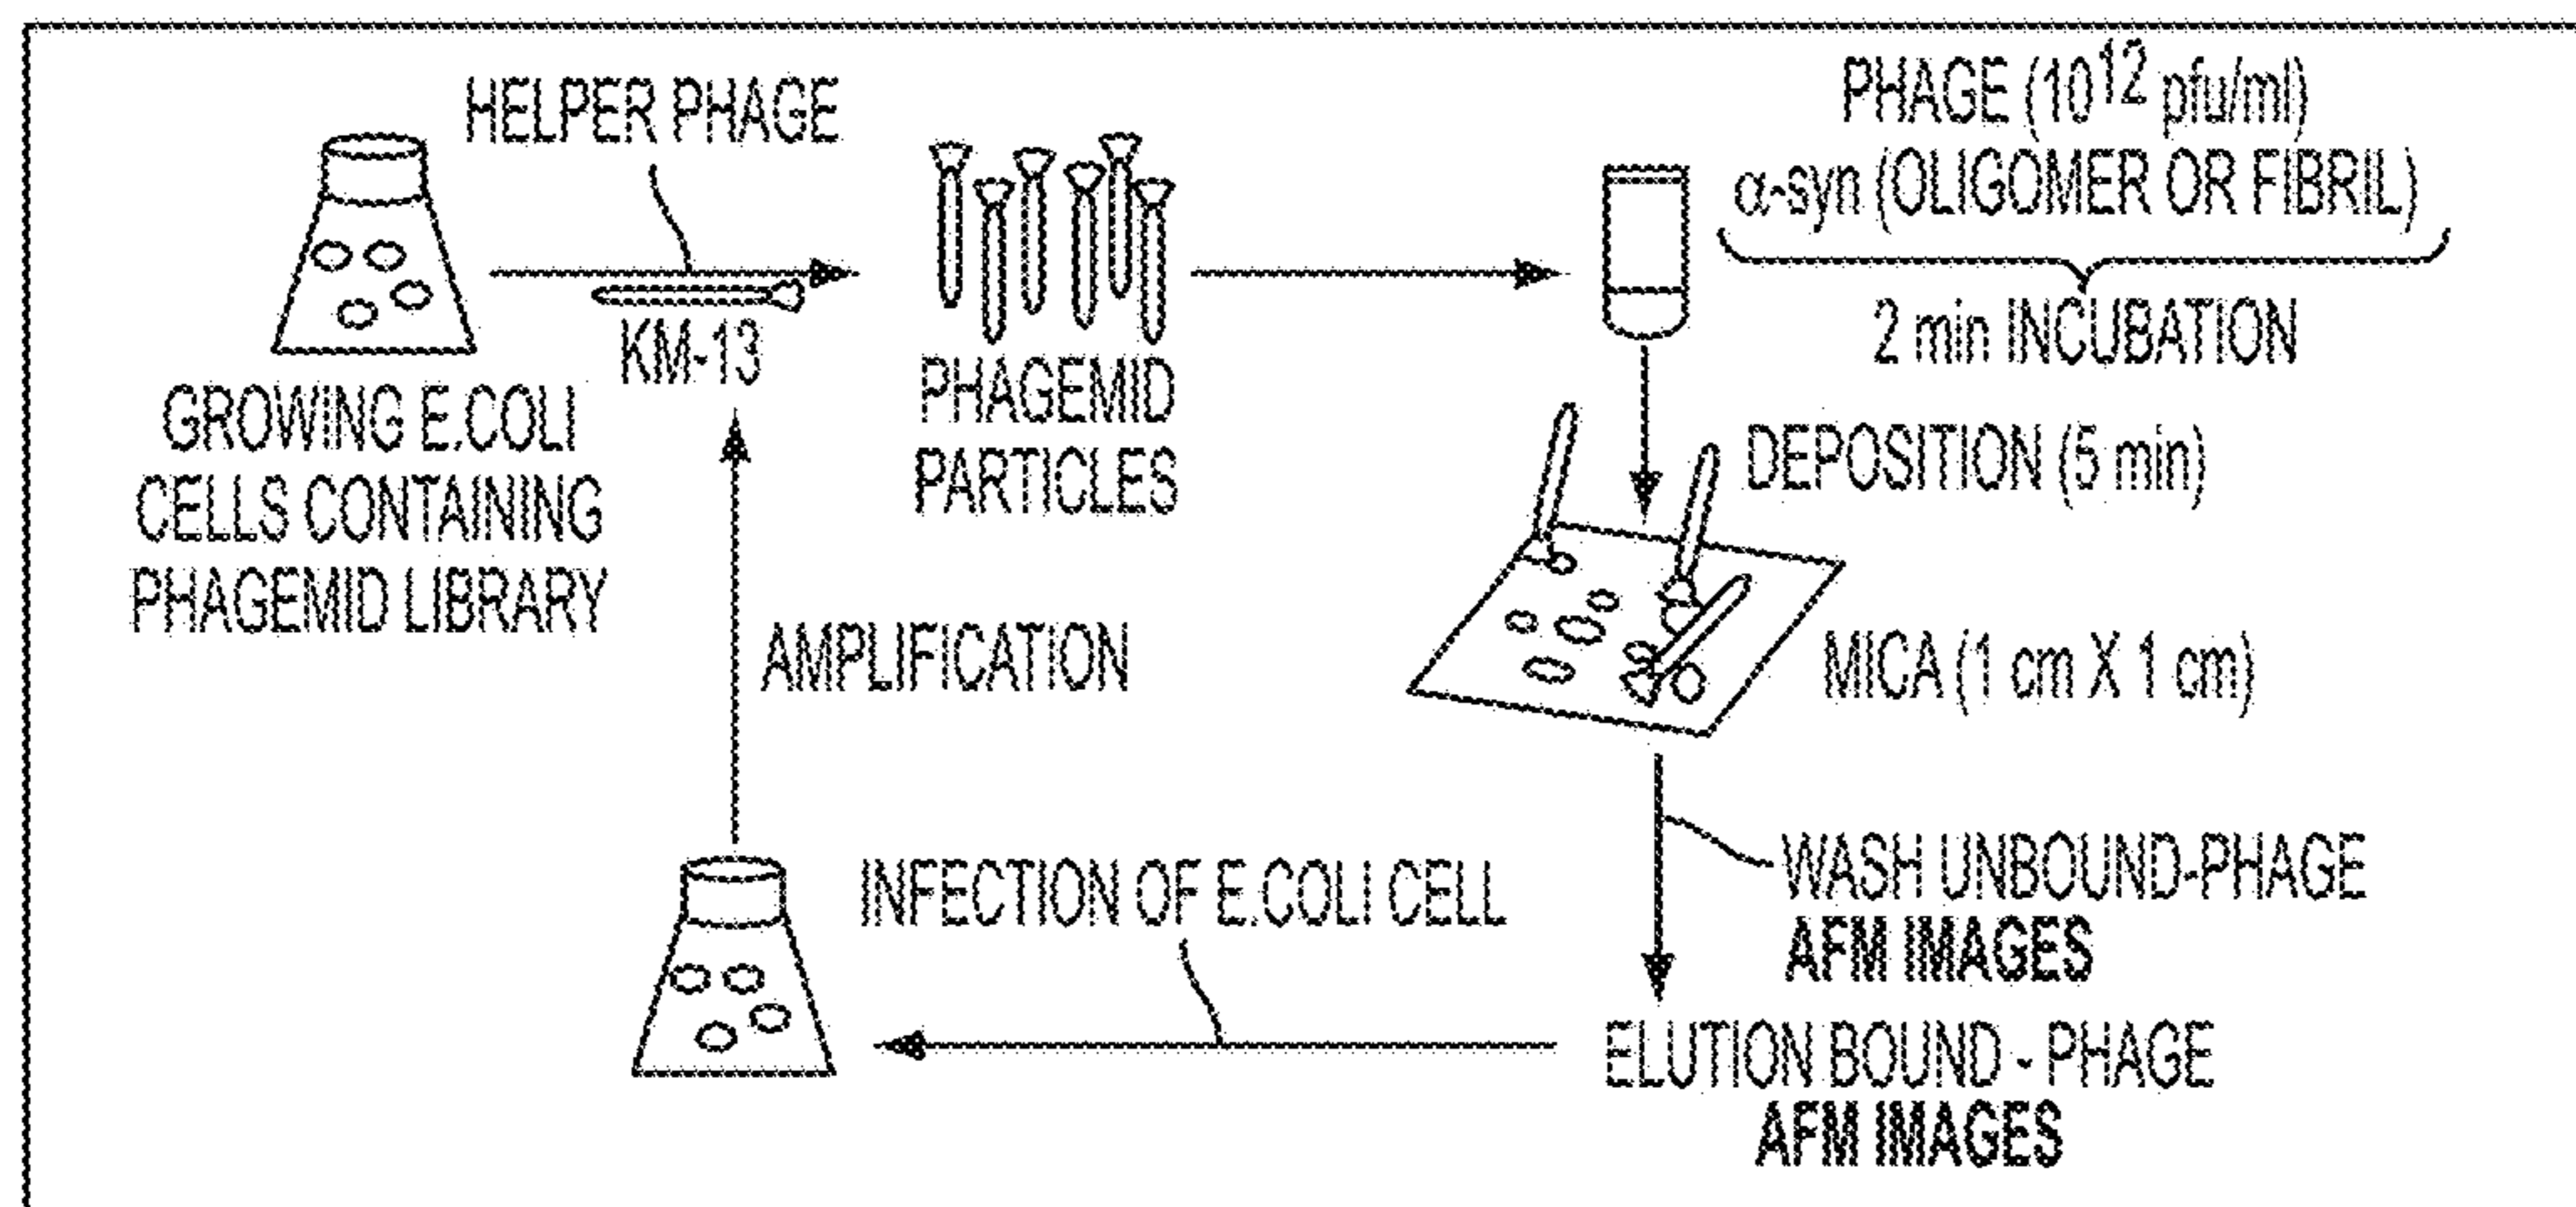 HELPER PHAGE
KM-13
GROWING E.COLI
CELLS CONTAINING
PHAGEMID LIBRARY
PHAGEMID
PARTICLES
PHAGE (10¹² pfu/ml)
α-syn (OLIGOMER OR FIBRIL)
2 min INCUBATION
DEPOSITION (5 min)
MICA (1 cm X 1 cm)
WASH UNBOUND-PHAGE
AFM IMAGES
ELUTION BOUND - PHAGE
AFM IMAGES
INFECTION OF E.COLI CELL
AMPLIFICATION